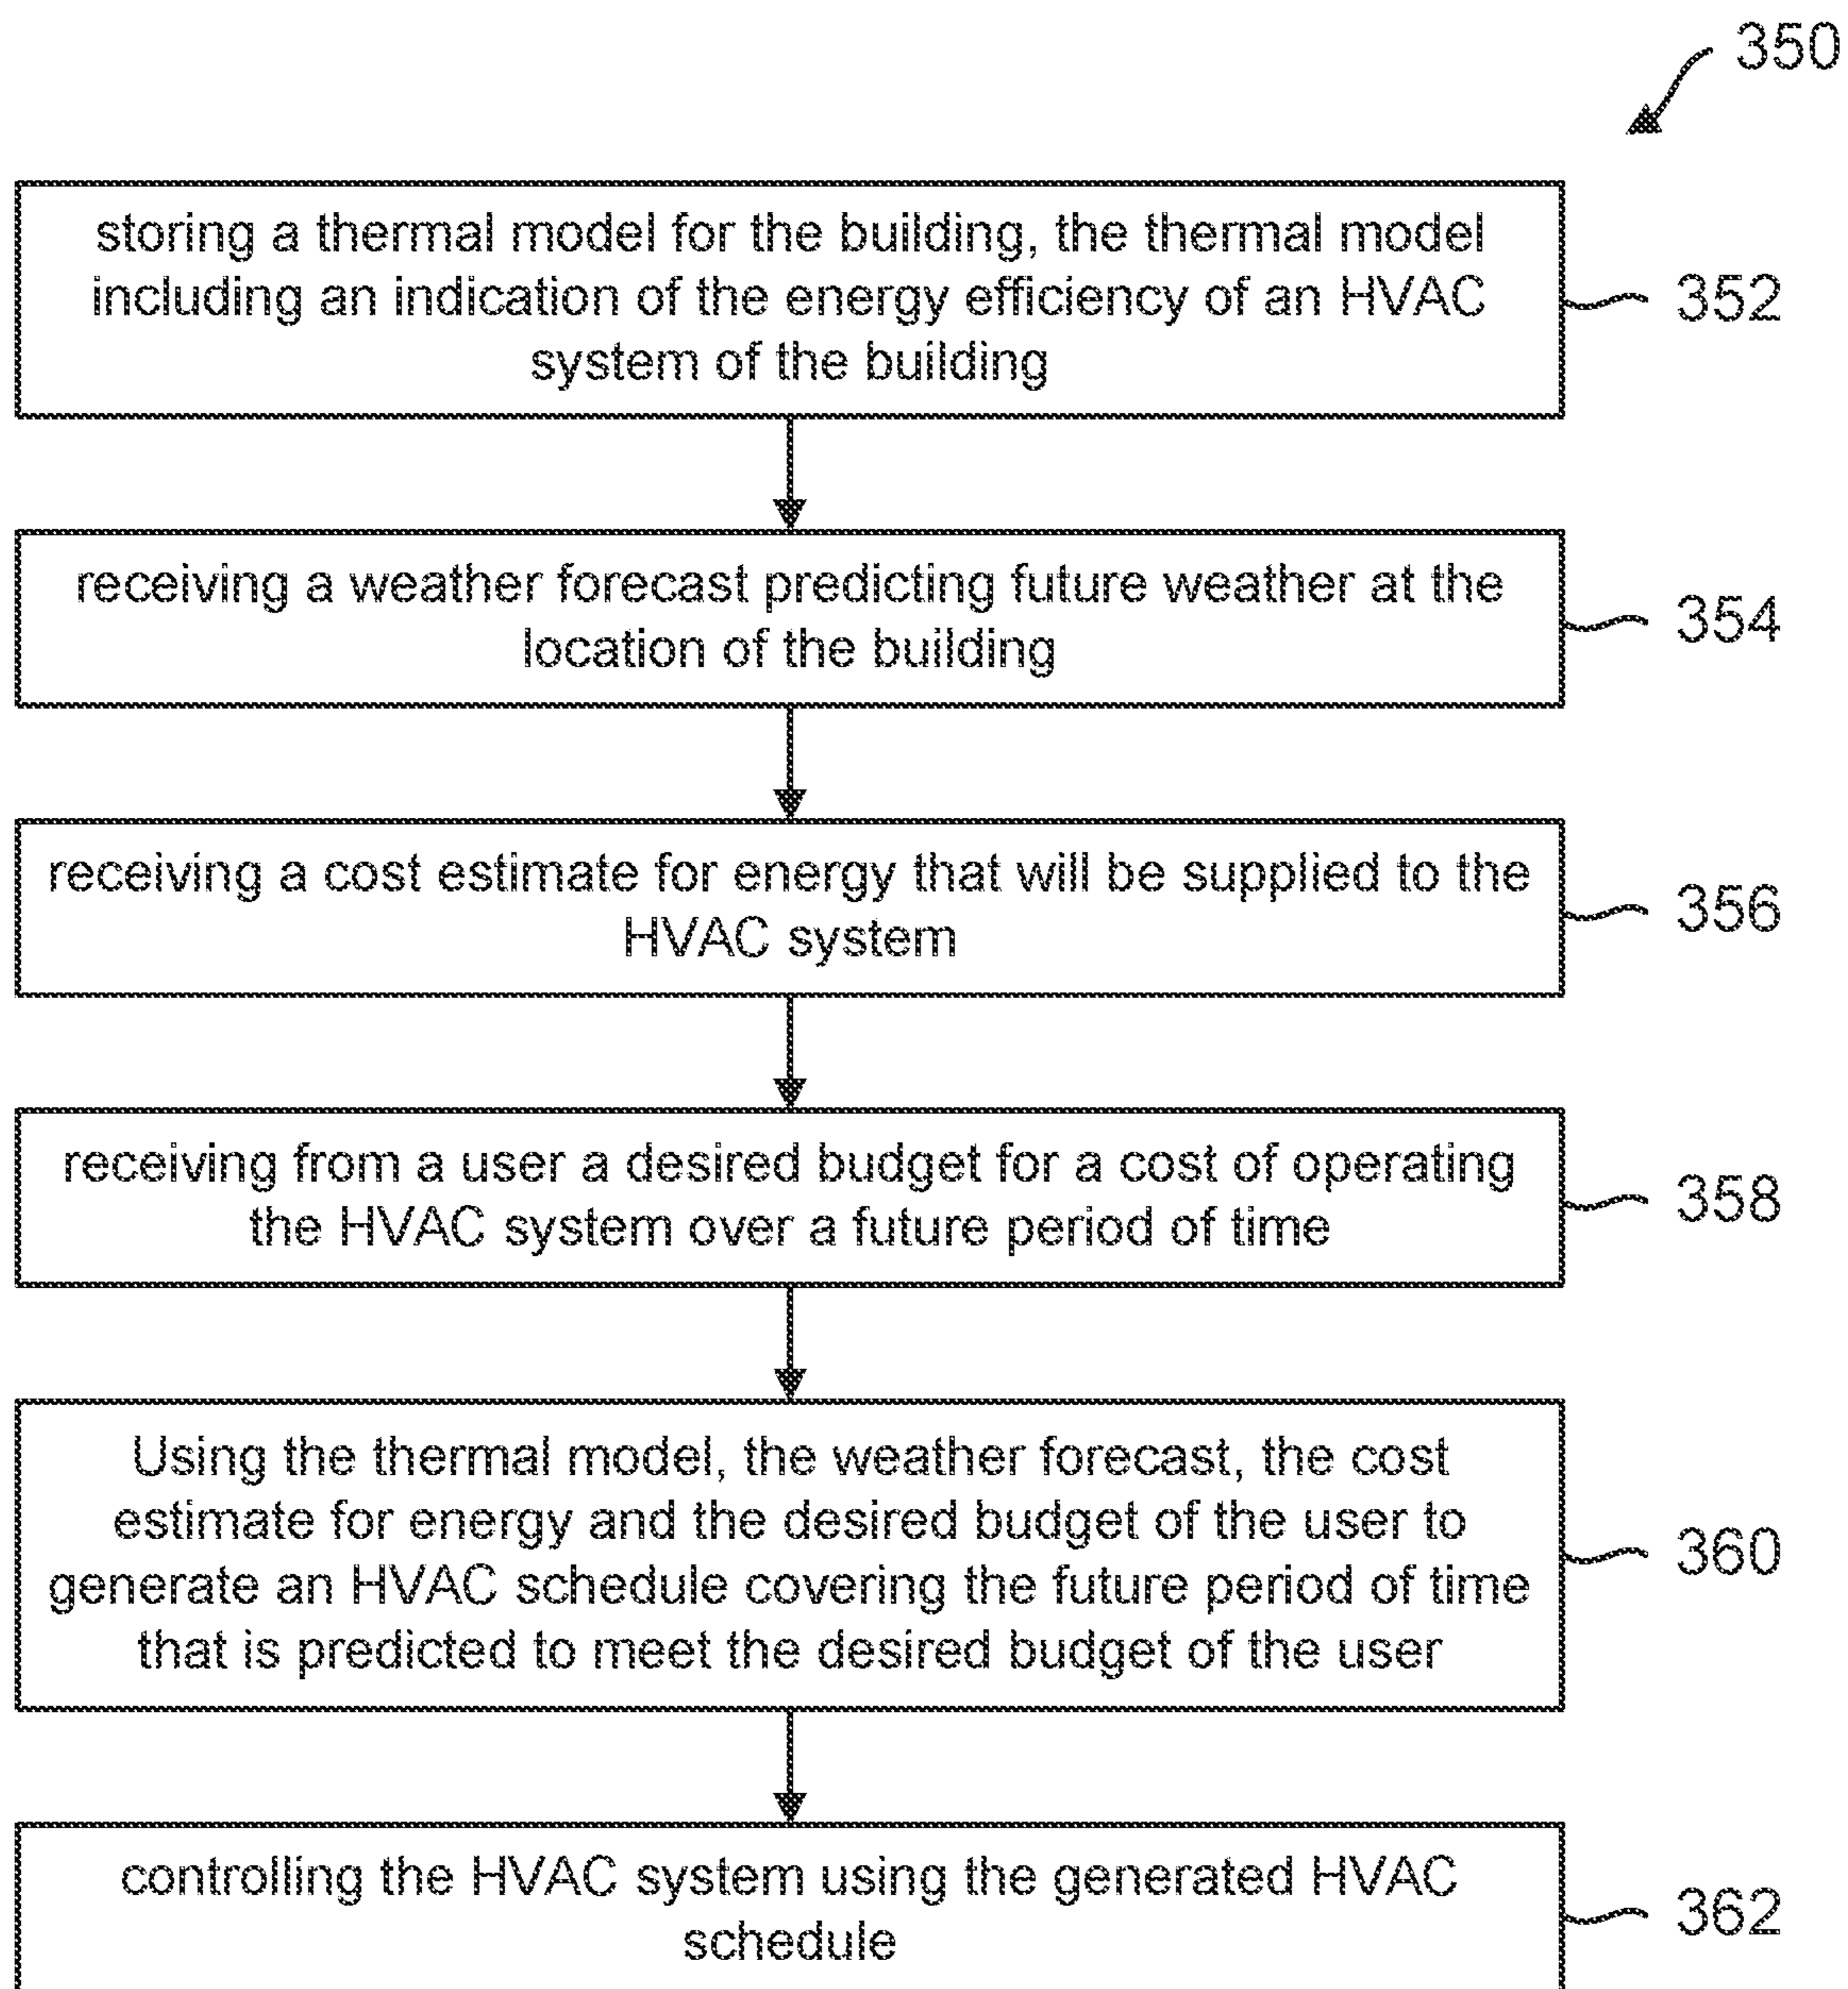 350
storing a thermal model for the building, the thermal model
including an indication of the energy efficiency of an HVAC
system of the building
352
receiving a weather forecast predicting future weather at the
location of the building
354
receiving a cost estimate for energy that will be supplied to the
HVAC system
356
receiving from a user a desired budget for a cost of operating
the HVAC system over a future period of time
358
Using the thermal model, the weather forecast, the cost
estimate for energy and the desired budget of the user to
generate an HVAC schedule covering the future period of time
that is predicted to meet the desired budget of the user
360
controlling the HVAC system using the generated HVAC
schedule
362